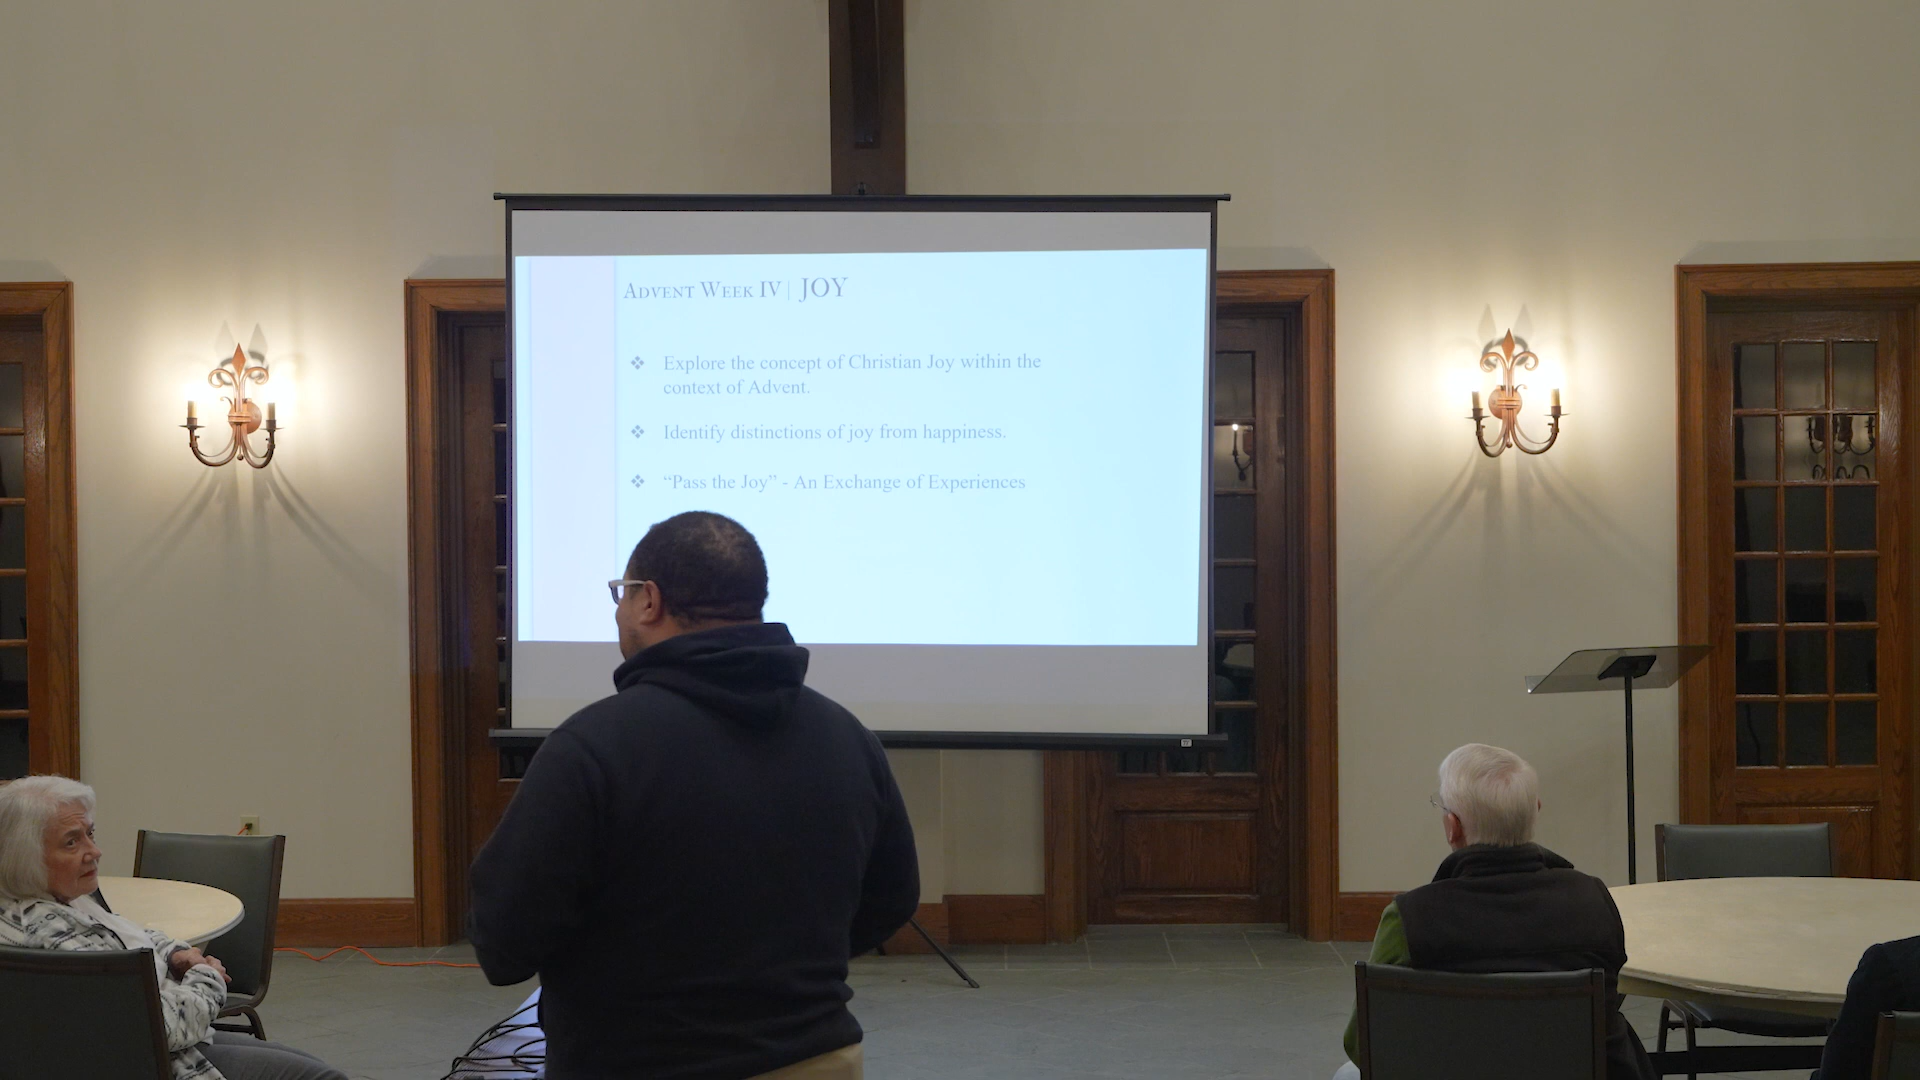 ADVENT WEEK IV | JOY
❖ Explore the concept of Christian Joy within the
context of Advent.
❖ Identify distinctions of joy from happiness.
❖ “Pass the Joy” - An Exchange of Experiences